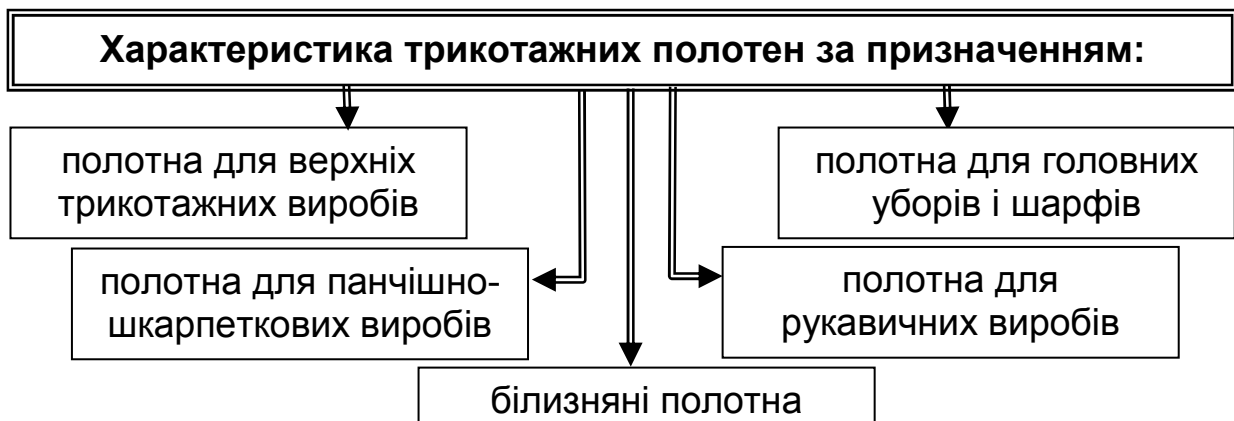 Характеристика трикотажних полотен за призначенням:
полотна для верхніх
трикотажних виробів
полотна для головних
уборів і шарфів
полотна для панчішно-
шкарпеткових виробів
полотна для
рукавичних виробів
білизняні полотна